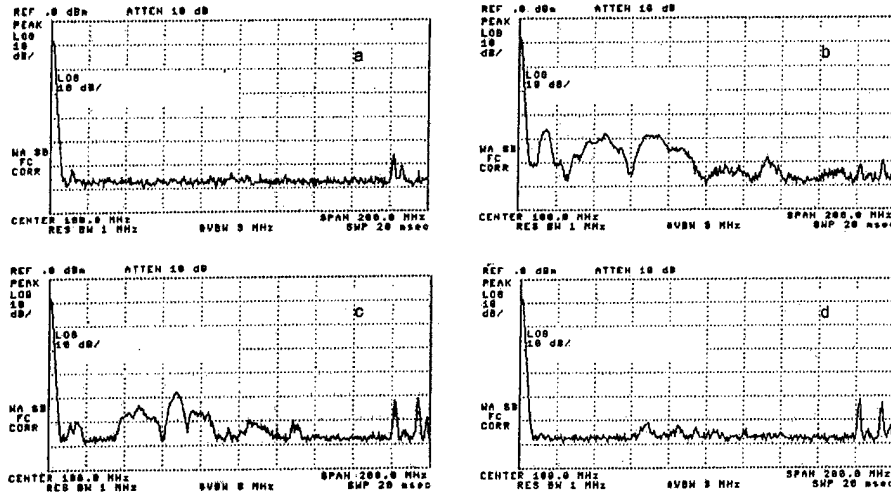 REF .0 dBm ATTEN 10 dB
PEAK
LOG
10
dB/
a
LOG
10 dB/
WA SB
FC
CORR
CENTER 100.0 MHz SPAN 200.0 MHz
RES BW 1 MHz #VBW 3 MHz SWP 20 msec
REF .0 dBm ATTEN 10 dB
PEAK
LOG
10
dB/
b
LOG
10 dB/
WA SB
FC
CORR
CENTER 100.0 MHz SPAN 200.0 MHz
RES BW 1 MHz #VBW 3 MHz SWP 20 msec
REF .0 dBm ATTEN 10 dB
PEAK
LOG
10
dB/
c
LOG
10 dB/
WA SB
FC
CORR
CENTER 100.0 MHz SPAN 200.0 MHz
RES BW 1 MHz #VBW 3 MHz SWP 20 msec
REF .0 dBm ATTEN 10 dB
PEAK
LOG
10
dB/
d
LOG
10 dB/
WA SB
FC
CORR
CENTER 100.0 MHz SPAN 200.0 MHz
RES BW 1 MHz #VBW 3 MHz SWP 20 msec